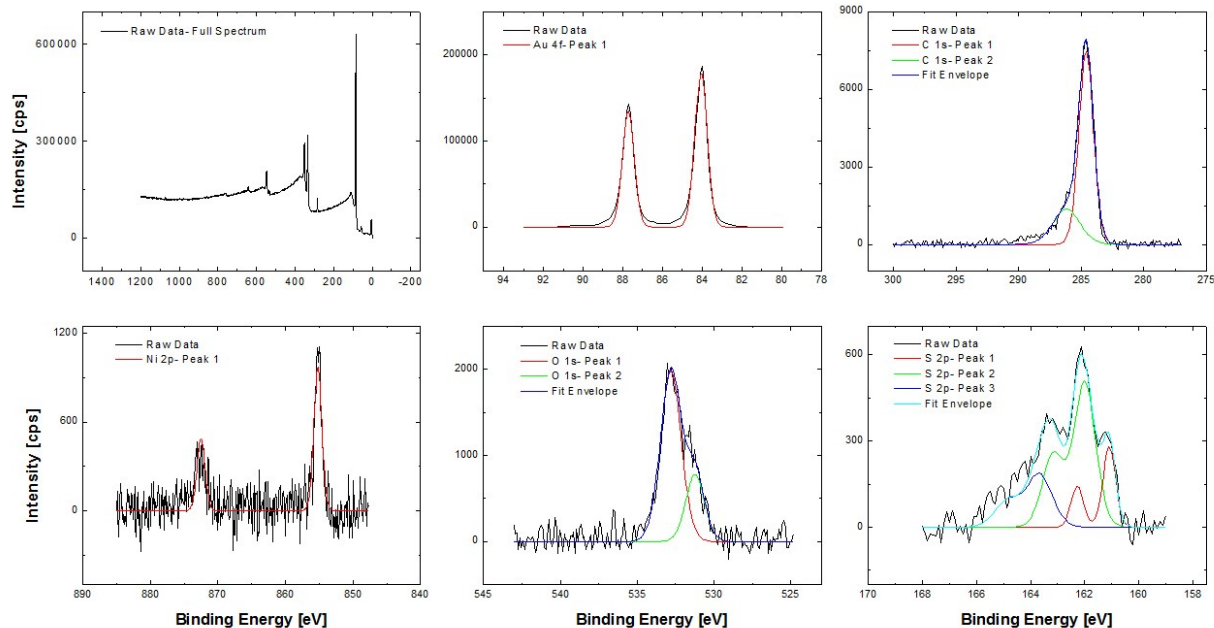 Raw Data- Full Spectrum
600000
300000
0
1400 1200 1000 800 600 400 200 0 -200
Intensity [cps]
Raw Data
Au 4f- Peak 1
200000
100000
0
94 92 90 88 86 84 82 80 78
9000
Raw Data
C 1s- Peak 1
C 1s- Peak 2
Fit Envelope
6000
3000
0
300 295 290 285 280 275
1200
Raw Data
Ni 2p- Peak 1
600
0
890 880 870 860 850 840
Intensity [cps]
Binding Energy [eV]
Raw Data
O 1s- Peak 1
O 1s- Peak 2
Fit Envelope
2000
1000
0
545 540 535 530 525
Binding Energy [eV]
Raw Data
S 2p- Peak 1
S 2p- Peak 2
S 2p- Peak 3
Fit Envelope
600
300
0
170 168 166 164 162 160 158
Binding Energy [eV]